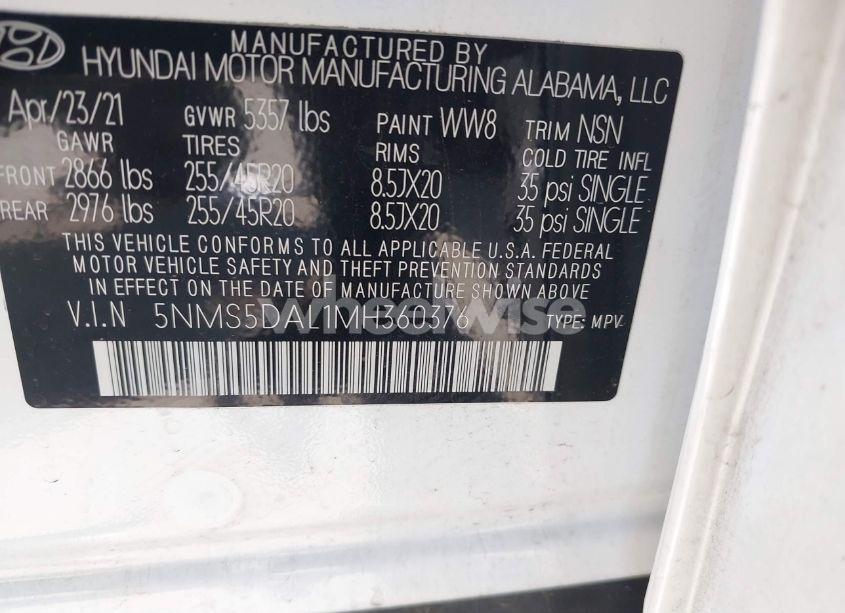 MANUFACTURED BY
HYUNDAI MOTOR MANUFACTURING ALABAMA, LLC
Apr/23/21 GVWR 5357 lbs PAINT WW8 TRIM NSN
GAWR TIRES RIMS COLD TIRE INFL
FRONT 2866 lbs 255/45R20 8.5JX20 35 psi SINGLE
REAR 2976 lbs 255/45R20 8.5JX20 35 psi SINGLE
THIS VEHICLE CONFORMS TO ALL APPLICABLE U.S.A. FEDERAL
MOTOR VEHICLE SAFETY AND THEFT PREVENTION STANDARDS
IN EFFECT ON THE DATE OF MANUFACTURE SHOWN ABOVE
V.I.N 5NMS5DAL1MH360376 TYPE: MPV
wheelwise